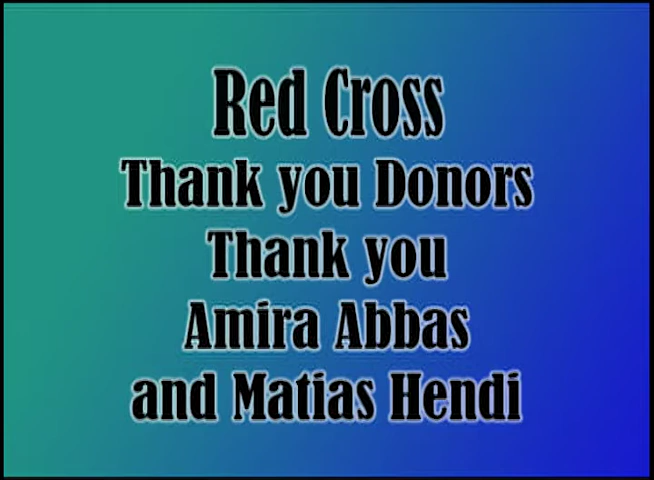 Red Cross
Thank you Donors
Thank you
Amira Abbas
and Matias Hendi